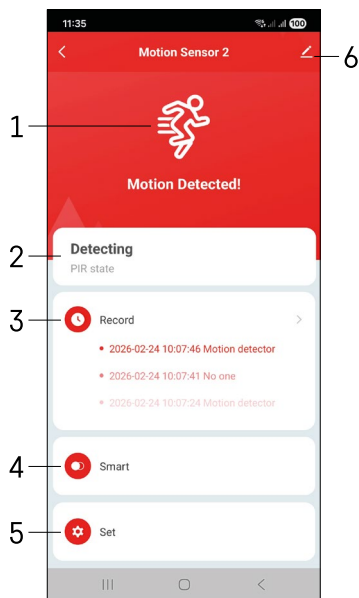 11:35
100
Motion Sensor 2
6
1
Motion Detected!
2
Detecting
PIR state
3
Record
2026-02-24 10:07:46 Motion detector
2026-02-24 10:07:41 No one
2026-02-24 10:07:24 Motion detector
4
Smart
5
Set